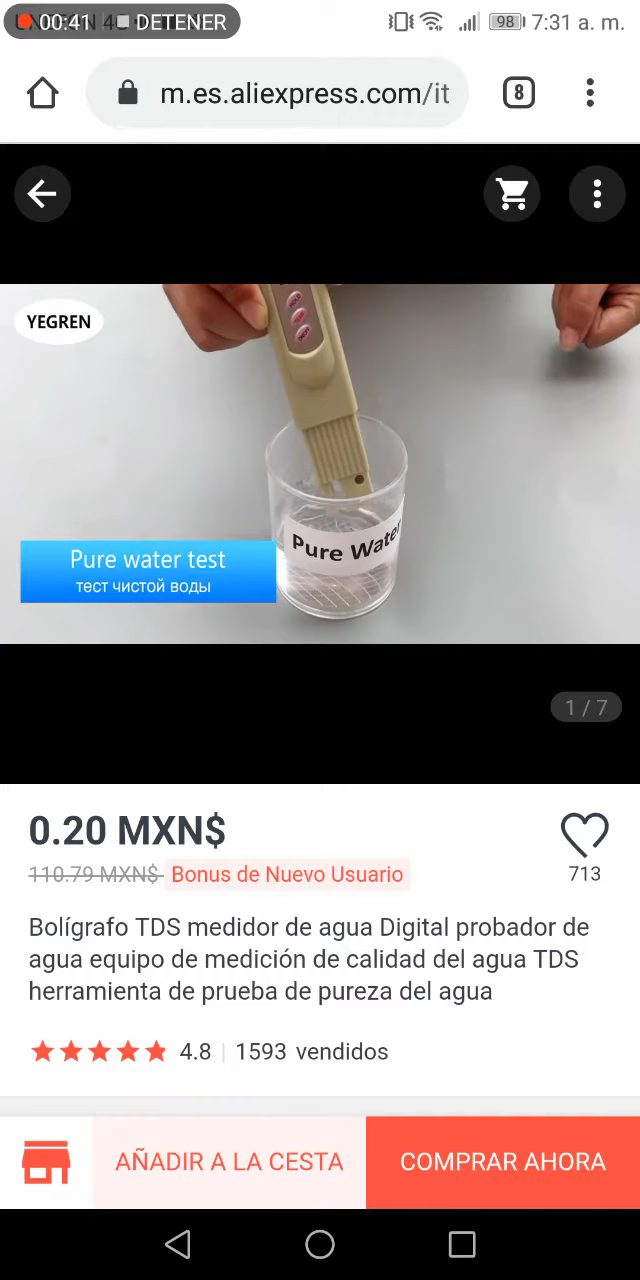 00:41 DETENER 98 7:31 a. m.
m.es.aliexpress.com/it 8
YEGREN
Pure Water
Pure water test
тест чистой воды
1 / 7
0.20 MXN$
110.79 MXN$ Bonus de Nuevo Usuario
713
Bolígrafo TDS medidor de agua Digital probador de
agua equipo de medición de calidad del agua TDS
herramienta de prueba de pureza del agua
4.8 | 1593 vendidos
AÑADIR A LA CESTA COMPRAR AHORA